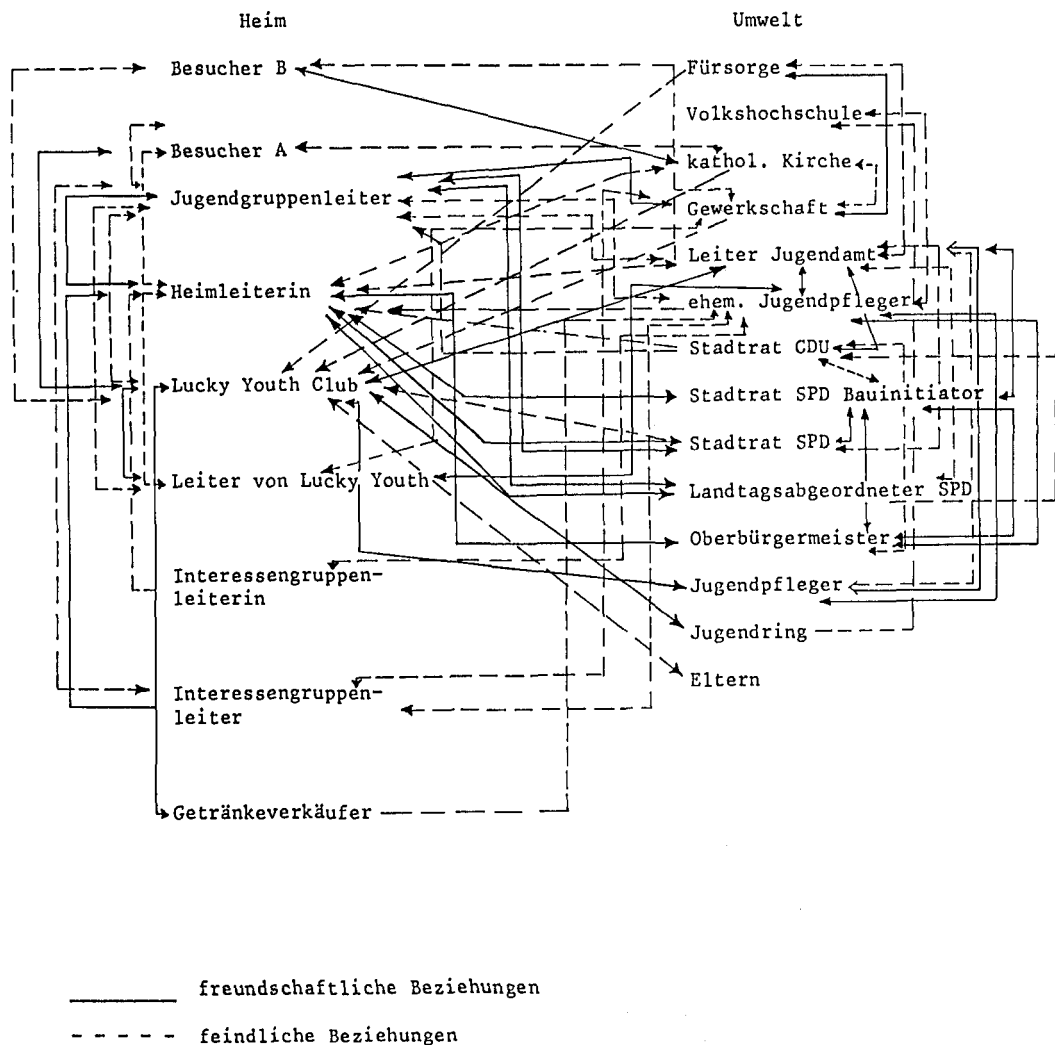 Heim
Umwelt
Besucher B
Fürsorge
Volkshochschule
Besucher A
kathol. Kirche
Jugendgruppenleiter
Gewerkschaft
Leiter Jugendamt
Heimleiterin
ehem. Jugendpfleger
Stadtrat CDU
Lucky Youth Club
Stadtrat SPD Bauinitiator
Stadtrat SPD
Leiter von Lucky Youth
Landtagsabgeordneter SPD
Oberbürgermeister
Interessengruppen-
leiterin
Jugendpfleger
Jugendring
Eltern
Interessengruppen-
leiter
Getränkeverkäufer
freundschaftliche Beziehungen
feindliche Beziehungen